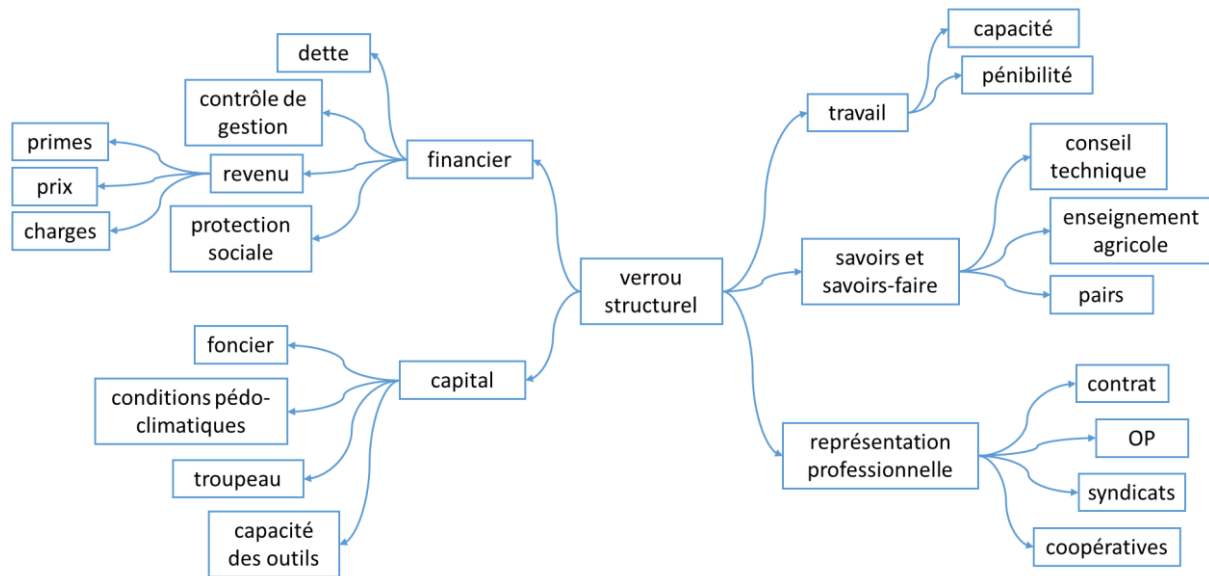 dette
contrôle de
gestion
primes
prix
charges
revenu
financier
protection
sociale
verrou
structurel
foncier
conditions pédo-
climatiques
troupeau
capacité
des outils
capital
capacité
pénibilité
travail
conseil
technique
savoirs et
savoirs-faire
enseignement
agricole
pairs
représentation
professionnelle
contrat
OP
syndicats
coopératives